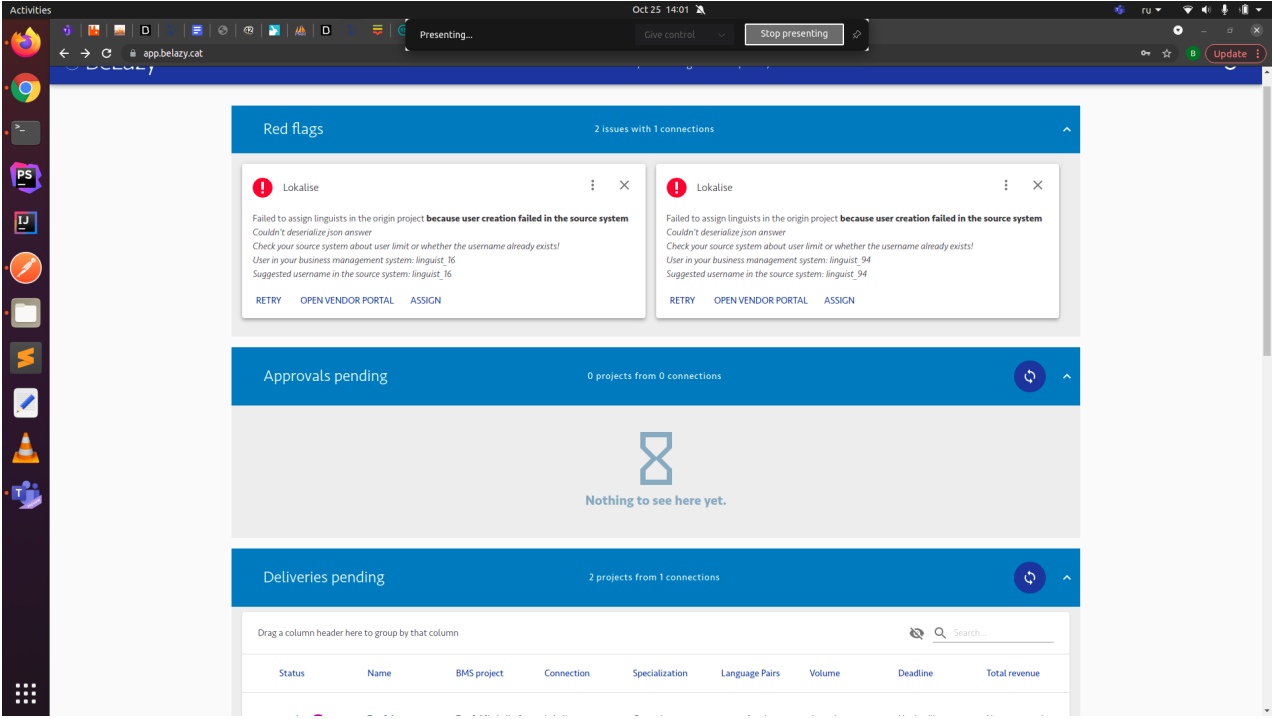 Activities
Oct 25 14:01
ru
Presenting...
Give control
Stop presenting
app.belazy.cat
B
Update
Red flags
2 issues with 1 connections
Lokalise
Failed to assign linguists in the origin project because user creation failed in the source system
Couldn't deserialize json answer
Check your source system about user limit or whether the username already exists!
User in your business management system: linguist_16
Suggested username in the source system: linguist_16
RETRY OPEN VENDOR PORTAL ASSIGN
Lokalise
Failed to assign linguists in the origin project because user creation failed in the source system
Couldn't deserialize json answer
Check your source system about user limit or whether the username already exists!
User in your business management system: linguist_94
Suggested username in the source system: linguist_94
RETRY OPEN VENDOR PORTAL ASSIGN
Approvals pending
0 projects from 0 connections
Nothing to see here yet.
Deliveries pending
2 projects from 1 connections
Drag a column header here to group by that column
Search...
Status Name BMS project Connection Specialization Language Pairs Volume Deadline Total revenue